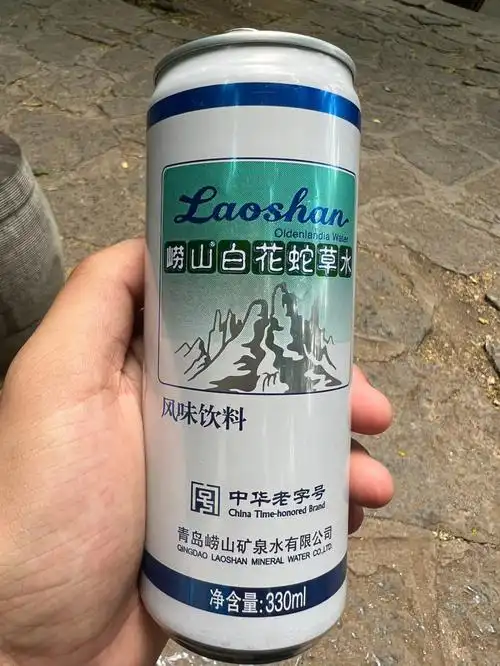 Laoshan
Oldenlandia Water
崂山白花蛇草水
风味饮料
中华老字号
China Time-honored Brand
青岛崂山矿泉水有限公司
QINGDAO LAOSHAN MINERAL WATER CO.,LTD.
净含量:330ml